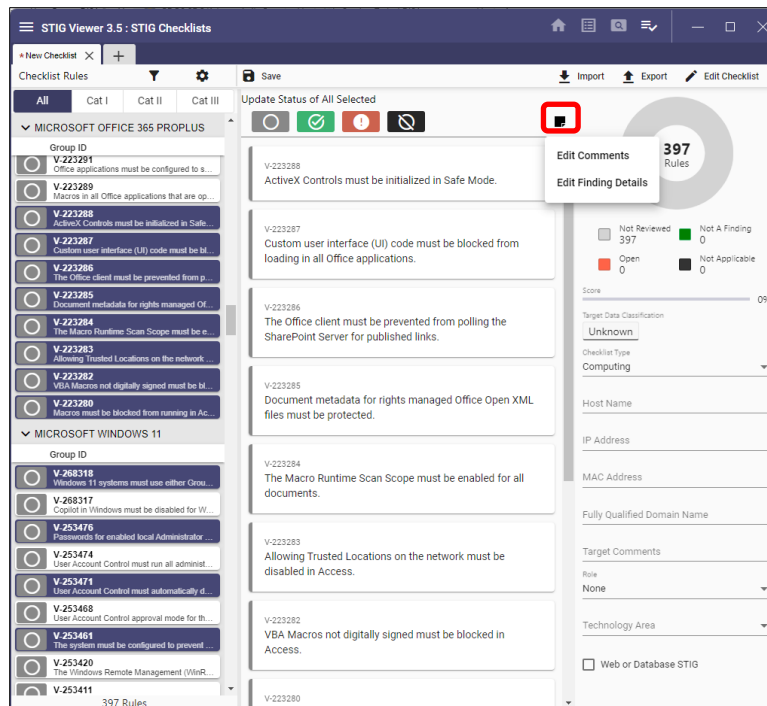 STIG Viewer 3.5 : STIG Checklists
* New Checklist
Checklist Rules
Save
Import
Export
Edit Checklist
All
Cat I
Cat II
Cat III
MICROSOFT OFFICE 365 PROPLUS
Group ID
V-223291
Office applications must be configured to s...
V-223289
Macros in all Office applications that are op...
V-223288
ActiveX Controls must be initialized in Safe...
V-223287
Custom user interface (UI) code must be bl...
V-223286
The Office client must be prevented from p...
V-223285
Document metadata for rights managed Of...
V-223284
The Macro Runtime Scan Scope must be e...
V-223283
Allowing Trusted Locations on the network ...
V-223282
VBA Macros not digitally signed must be bl...
V-223280
Macros must be blocked from running in Ac...
MICROSOFT WINDOWS 11
Group ID
V-268318
Windows 11 systems must use either Grou...
V-268317
Copilot in Windows must be disabled for W...
V-253476
Passwords for enabled local Administrator ...
V-253474
User Account Control must run all administ...
V-253471
User Account Control must automatically d...
V-253468
User Account Control approval mode for th...
V-253461
The system must be configured to prevent ...
V-253420
The Windows Remote Management (WinR...
V-253411
397 Rules
Update Status of All Selected
V-223288
ActiveX Controls must be initialized in Safe Mode.
V-223287
Custom user interface (UI) code must be blocked from
loading in all Office applications.
V-223286
The Office client must be prevented from polling the
SharePoint Server for published links.
V-223285
Document metadata for rights managed Office Open XML
files must be protected.
V-223284
The Macro Runtime Scan Scope must be enabled for all
documents.
V-223283
Allowing Trusted Locations on the network must be
disabled in Access.
V-223282
VBA Macros not digitally signed must be blocked in
Access.
V-223280
Edit Comments
Edit Finding Details
397
Rules
Not Reviewed
397
Not A Finding
0
Open
0
Not Applicable
0
Score
0%
Target Data Classification
Unknown
Checklist Type
Computing
Host Name
IP Address
MAC Address
Fully Qualified Domain Name
Target Comments
Role
None
Technology Area
Web or Database STIG